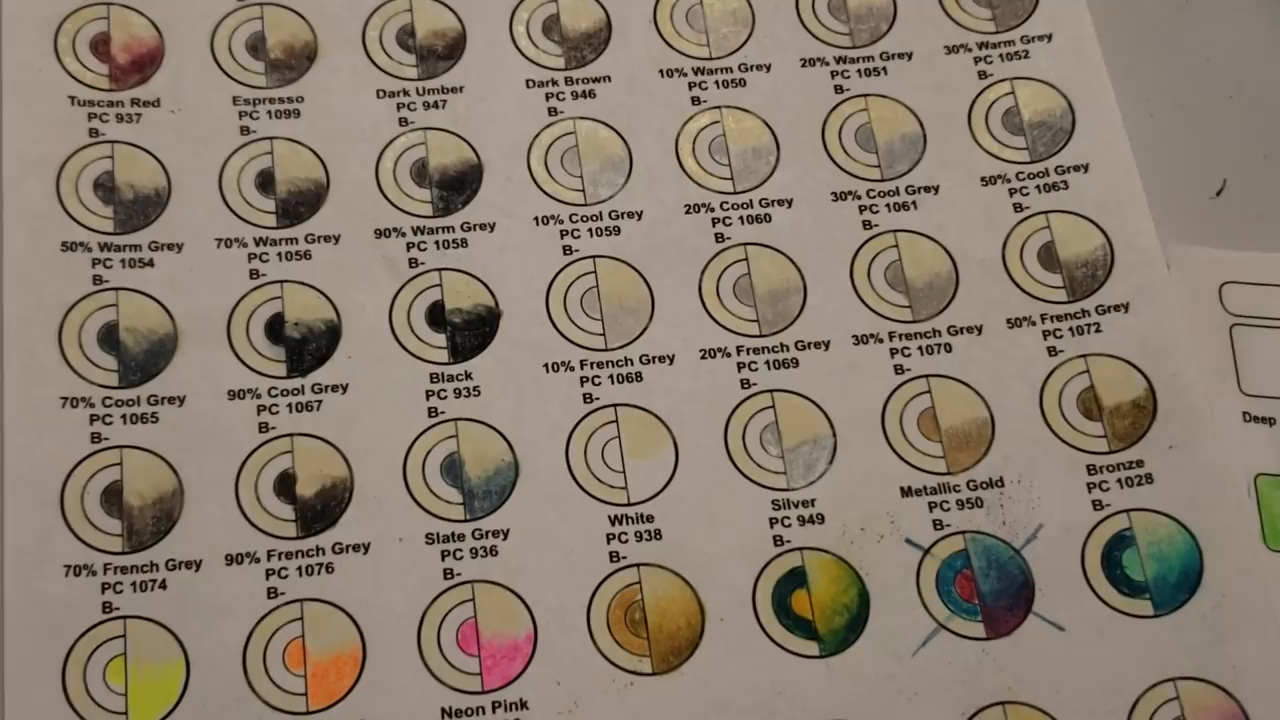 Tuscan Red
PC 937
B-
Espresso
PC 1099
B-
Dark Umber
PC 947
B-
Dark Brown
PC 946
B-
10% Warm Grey
PC 1050
B-
20% Warm Grey
PC 1051
B-
30% Warm Grey
PC 1052
B-
50% Warm Grey
PC 1054
B-
70% Warm Grey
PC 1056
B-
90% Warm Grey
PC 1058
B-
10% Cool Grey
PC 1059
B-
20% Cool Grey
PC 1060
B-
30% Cool Grey
PC 1061
B-
50% Cool Grey
PC 1063
B-
70% Cool Grey
PC 1065
B-
90% Cool Grey
PC 1067
B-
Black
PC 935
B-
10% French Grey
PC 1068
B-
20% French Grey
PC 1069
B-
30% French Grey
PC 1070
B-
50% French Grey
PC 1072
B-
70% French Grey
PC 1074
B-
90% French Grey
PC 1076
B-
Slate Grey
PC 936
B-
White
PC 938
B-
Silver
PC 949
B-
Metallic Gold
PC 950
B-
Bronze
PC 1028
B-
Neon Pink
Deep